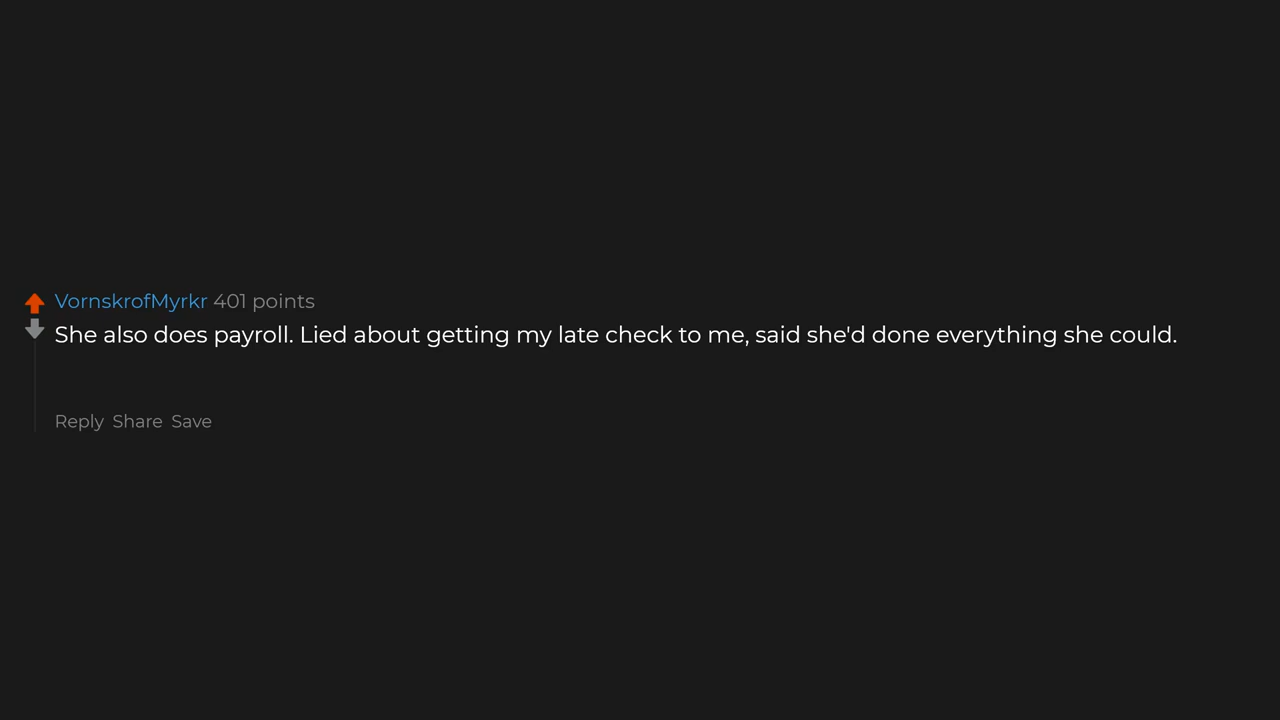 VornskrofMyrkr 401 points
She also does payroll. Lied about getting my late check to me, said she'd done everything she could.
Reply Share Save